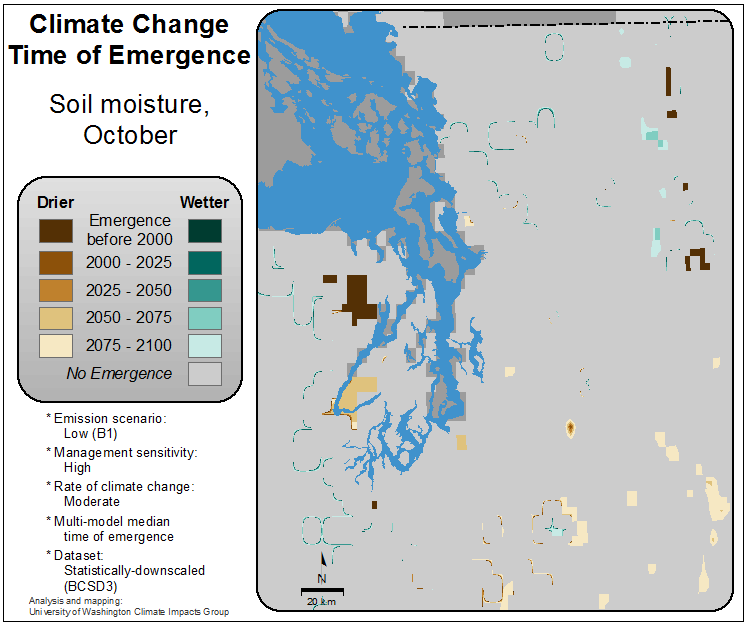 Climate Change
Time of Emergence
Soil moisture,
October
Drier Wetter
Emergence
before 2000
2000 - 2025
2025 - 2050
2050 - 2075
2075 - 2100
No Emergence
* Emission scenario:
Low (B1)
* Management sensitivity:
High
* Rate of climate change:
Moderate
* Multi-model median
time of emergence
* Dataset:
Statistically-downscaled
(BCSD3)
Analysis and mapping:
University of Washington Climate Impacts Group
N
20 km